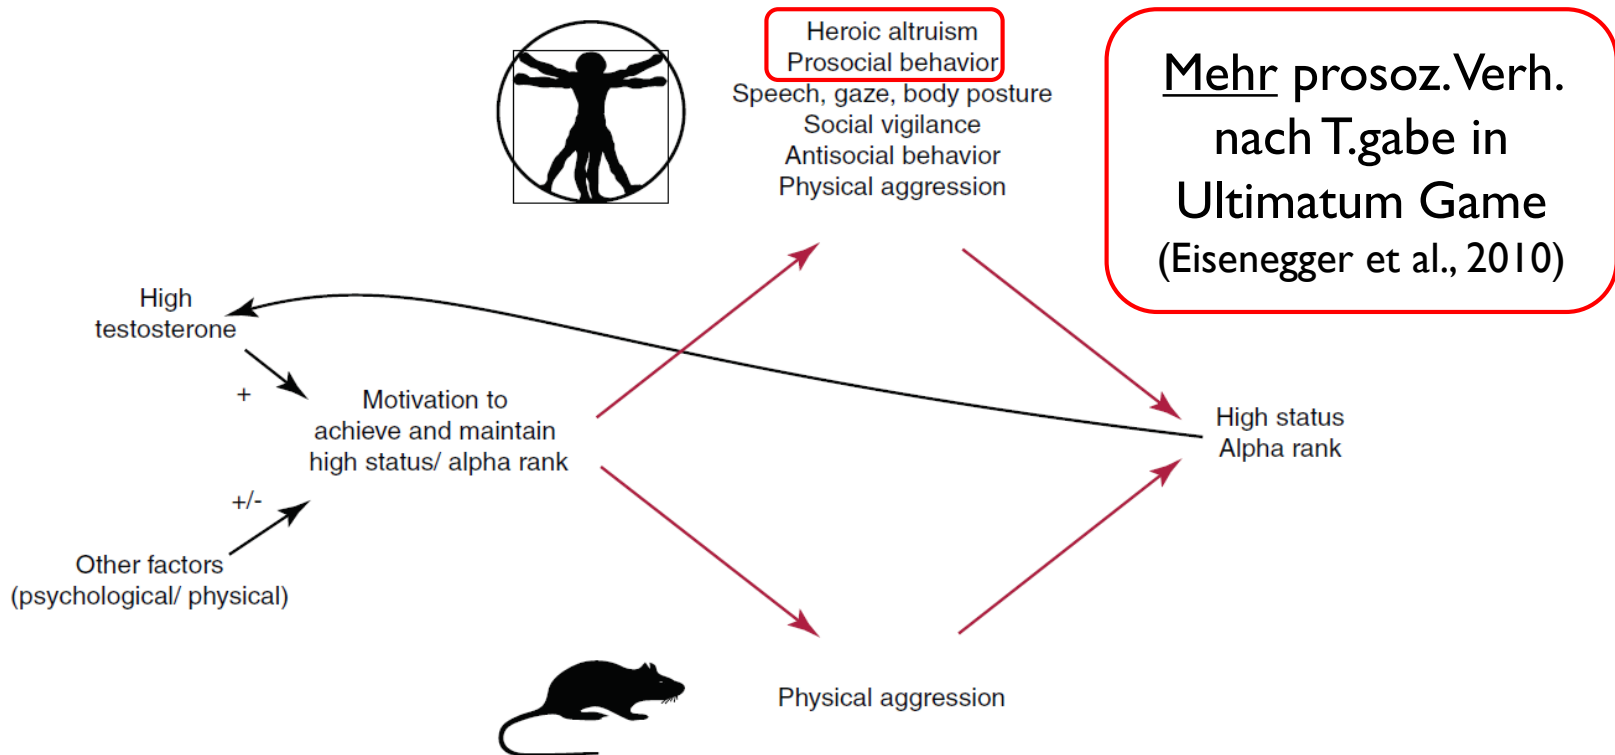 Heroic altruism
Prosocial behavior
Speech, gaze, body posture
Social vigilance
Antisocial behavior
Physical aggression
Mehr prosoz. Verh.
nach T.gabe in
Ultimatum Game
(Eisenegger et al., 2010)
High
testosterone
+
Motivation to
achieve and maintain
high status/ alpha rank
+/-
Other factors
(psychological/ physical)
High status
Alpha rank
Physical aggression